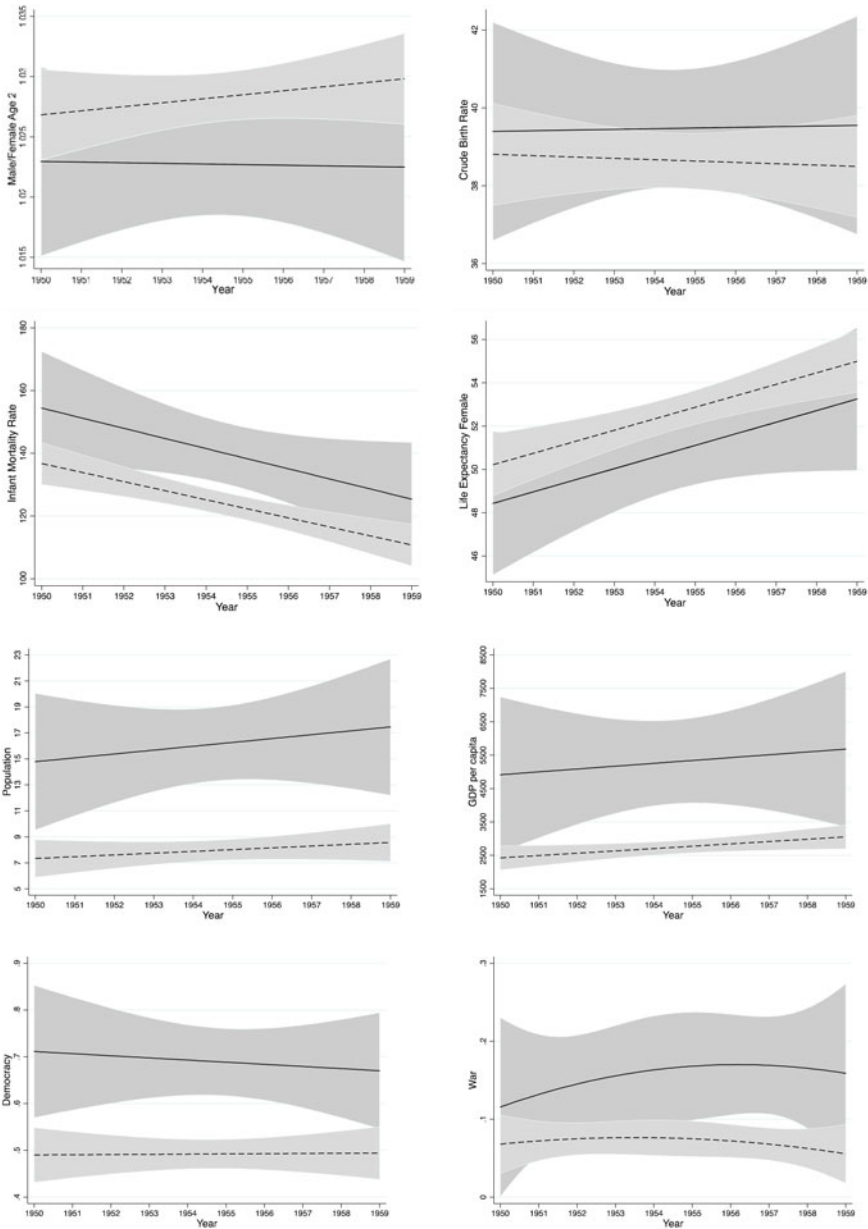 Male/Female Age 2
1 035
1 03
1 025
1 02
1 015
1950 1951 1952 1953 1954 1955 1956 1957 1958 1959
Year
Crude Birth Rate
42
40
38
36
1950 1951 1952 1953 1954 1955 1956 1957 1958 1959
Year
Infant Mortality Rate
180
160
140
120
100
1950 1951 1952 1953 1954 1955 1956 1957 1958 1959
Year
Life Expectancy Female
56
54
52
50
48
46
1950 1951 1952 1953 1954 1955 1956 1957 1958 1959
Year
Population
23
21
19
17
15
13
11
9
7
5
1950 1951 1952 1953 1954 1955 1956 1957 1958 1959
Year
GDP per capita
8500
7500
6500
5500
4500
3500
2500
1500
1950 1951 1952 1953 1954 1955 1956 1957 1958 1959
Year
Democracy
.9
.8
.7
.6
.5
.4
1950 1951 1952 1953 1954 1955 1956 1957 1958 1959
Year
War
.3
.2
.1
0
1950 1951 1952 1953 1954 1955 1956 1957 1958 1959
Year